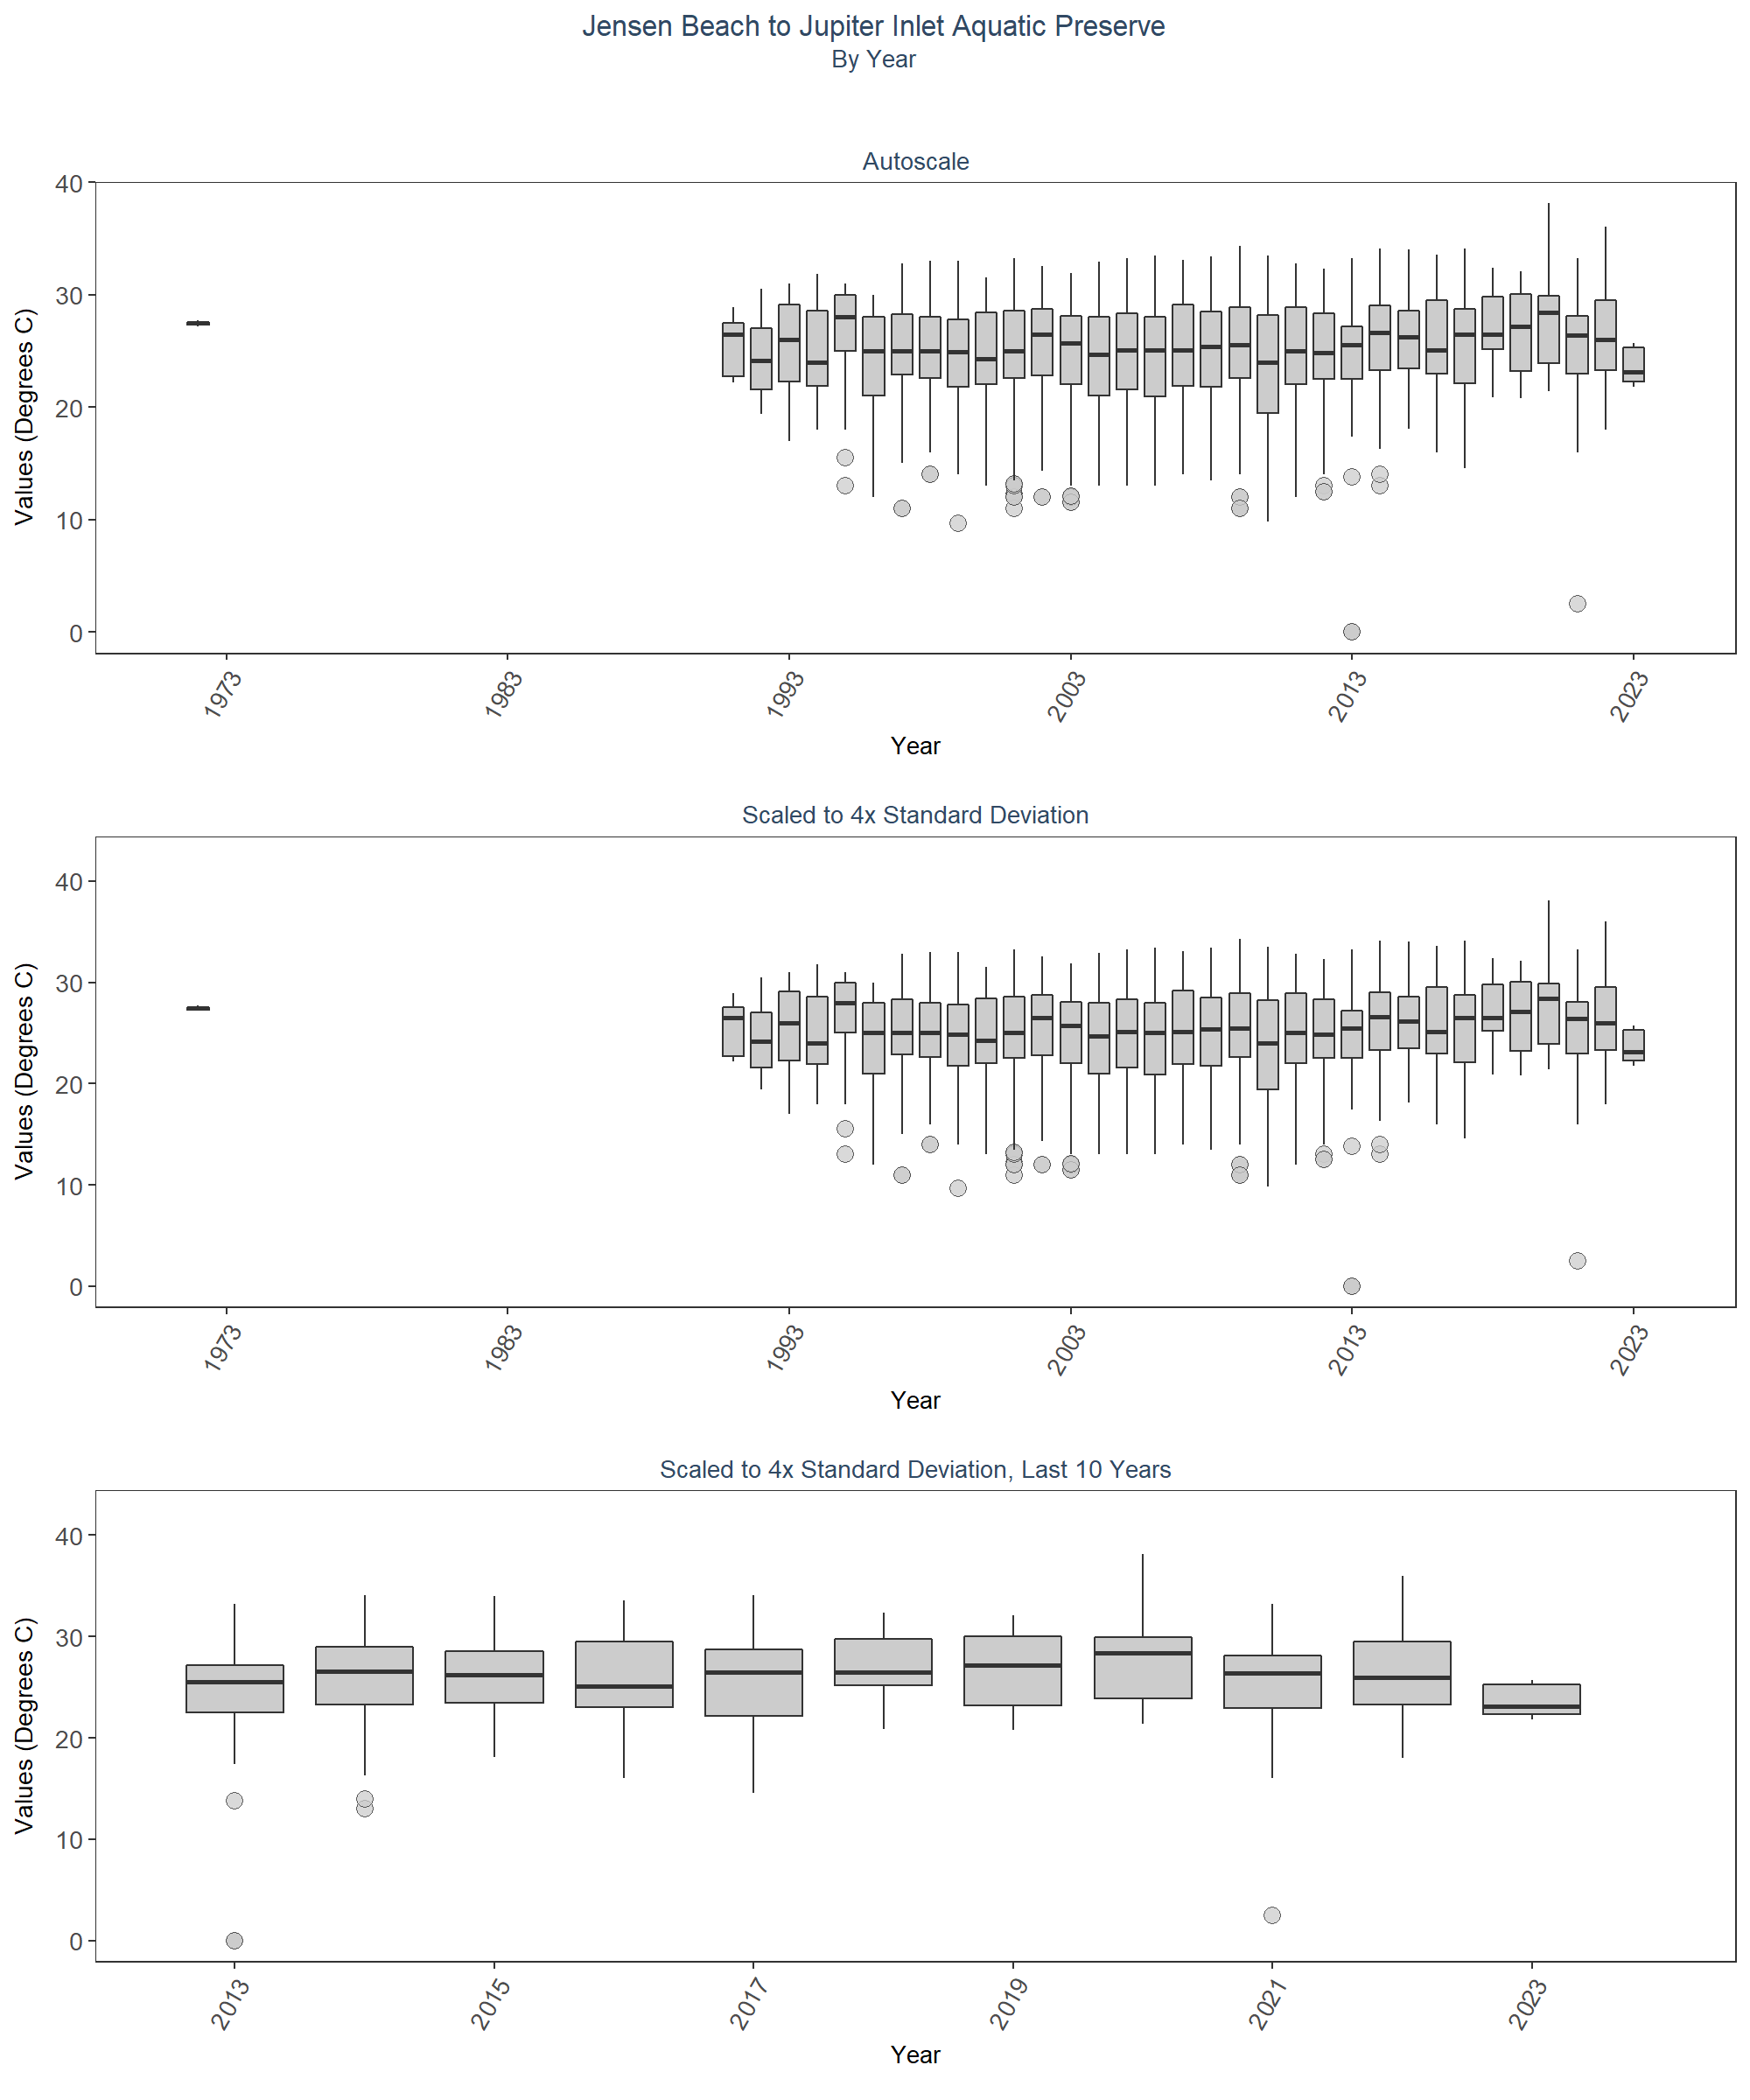 Jensen Beach to Jupiter Inlet Aquatic Preserve
By Year
Autoscale
40
30
20
10
0
Values (Degrees C)
1973 1983 1993 2003 2013 2023
Year
Scaled to 4x Standard Deviation
40
30
20
10
0
Values (Degrees C)
1973 1983 1993 2003 2013 2023
Year
Scaled to 4x Standard Deviation, Last 10 Years
40
30
20
10
0
Values (Degrees C)
2013 2015 2017 2019 2021 2023
Year